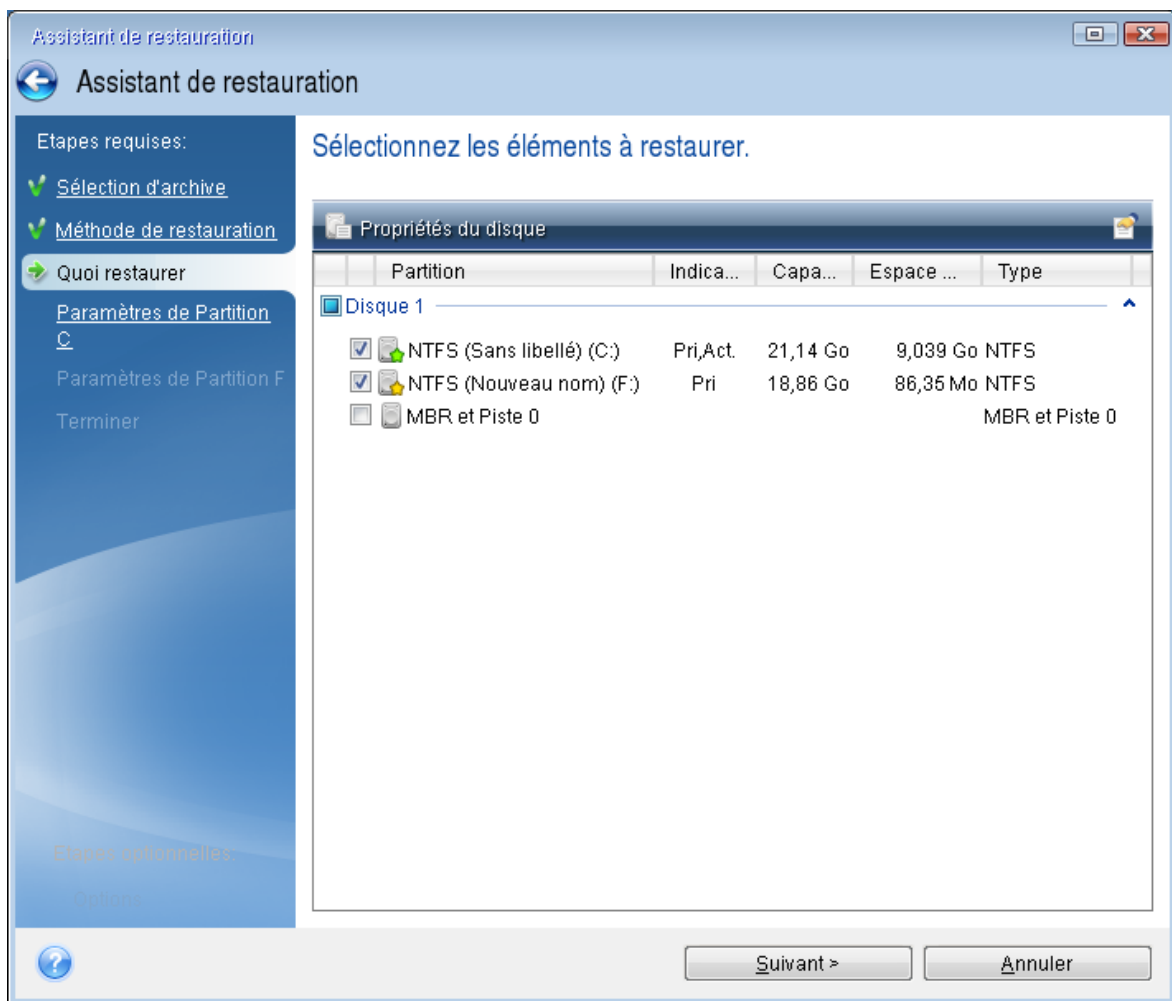 Assistant de restauration
Assistant de restauration
Etapes requises:
Sélection d'archive
Méthode de restauration
Quoi restaurer
Paramètres de Partition
C
Paramètres de Partition F
Terminer
Etapes optionnelles:
Options
Sélectionnez les éléments à restaurer.
Propriétés du disque
Partition Indica... Capa... Espace ... Type
Disque 1
NTFS (Sans libellé) (C:) Pri,Act. 21,14 Go 9,039 Go NTFS
NTFS (Nouveau nom) (F:) Pri 18,86 Go 86,35 Mo NTFS
MBR et Piste 0 MBR et Piste 0
Suivant > Annuler